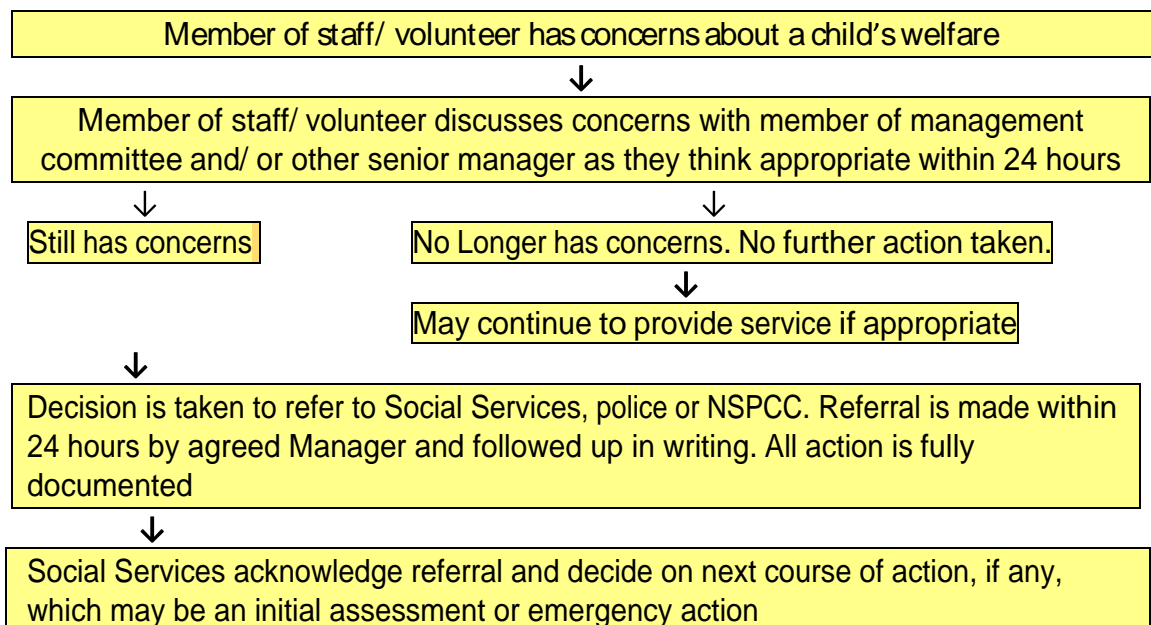 Member of staff/ volunteer has concerns about a child's welfare
Member of staff/ volunteer discusses concerns with member of management
committee and/ or other senior manager as they think appropriate within 24 hours
Still has concerns
No Longer has concerns. No further action taken.
May continue to provide service if appropriate
Decision is taken to refer to Social Services, police or NSPCC. Referral is made within
24 hours by agreed Manager and followed up in writing. All action is fully
documented
Social Services acknowledge referral and decide on next course of action, if any,
which may be an initial assessment or emergency action